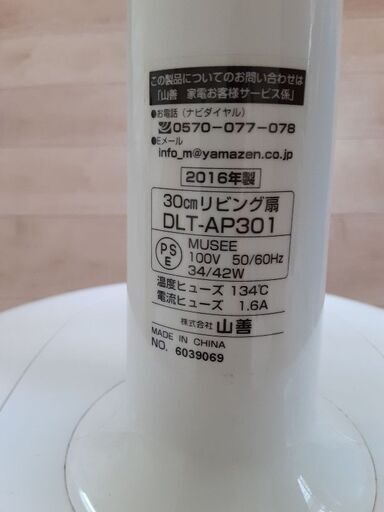 この製品についてのお問い合わせは
「山善 家電お客様サービス係」
●お電話（ナビダイヤル）
0570-077-078
●Eメール
info_m@yamazen.co.jp
2016年製
30cmリビング扇
DLT-AP301
PS
E
MUSEE
100V 50/60Hz
34/42W
温度ヒューズ 134℃
電流ヒューズ 1.6A
株式会社 山善
MADE IN CHINA
NO. 6039069